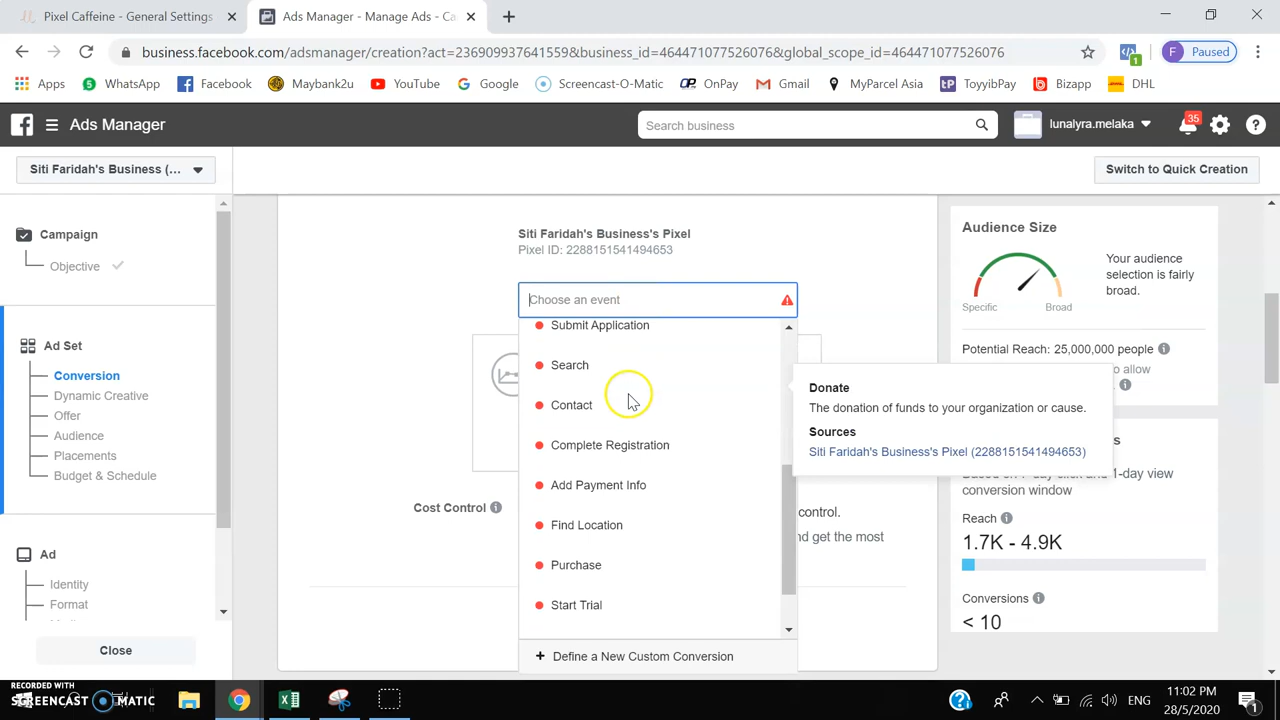 Pixel Caffeine - General Settings
Ads Manager - Manage Ads - Ca
business.facebook.com/adsmanager/creation?act=236909937641559&business_id=464471077526076&global_scope_id=464471077526076
1
F Paused
Apps
WhatsApp
Facebook
Maybank2u
YouTube
Google
Screencast-O-Matic
OnPay
Gmail
MyParcel Asia
ToyyibPay
Bizapp
DHL
Ads Manager
Search business
lunalyra.melaka
35
Siti Faridah's Business (...
Switch to Quick Creation
Campaign
Objective
Ad Set
Conversion
Dynamic Creative
Offer
Audience
Placements
Budget & Schedule
Ad
Identity
Format
Close
Siti Faridah's Business's Pixel
Pixel ID: 2288151541494653
Choose an event
Submit Application
Search
Contact
Complete Registration
Add Payment Info
Find Location
Purchase
Start Trial
+ Define a New Custom Conversion
Cost Control
control.
nd get the most
Donate
The donation of funds to your organization or cause.
Sources
Siti Faridah's Business's Pixel (2288151541494653)
Audience Size
Your audience
selection is fairly
broad.
Specific
Broad
Potential Reach: 25,000,000 people
to allow
conversion window
1-day view
Reach
1.7K - 4.9K
Conversions
< 10
RECORDED WITH
SCREENCAST MATIC
ENG
11:02 PM
28/5/2020
1